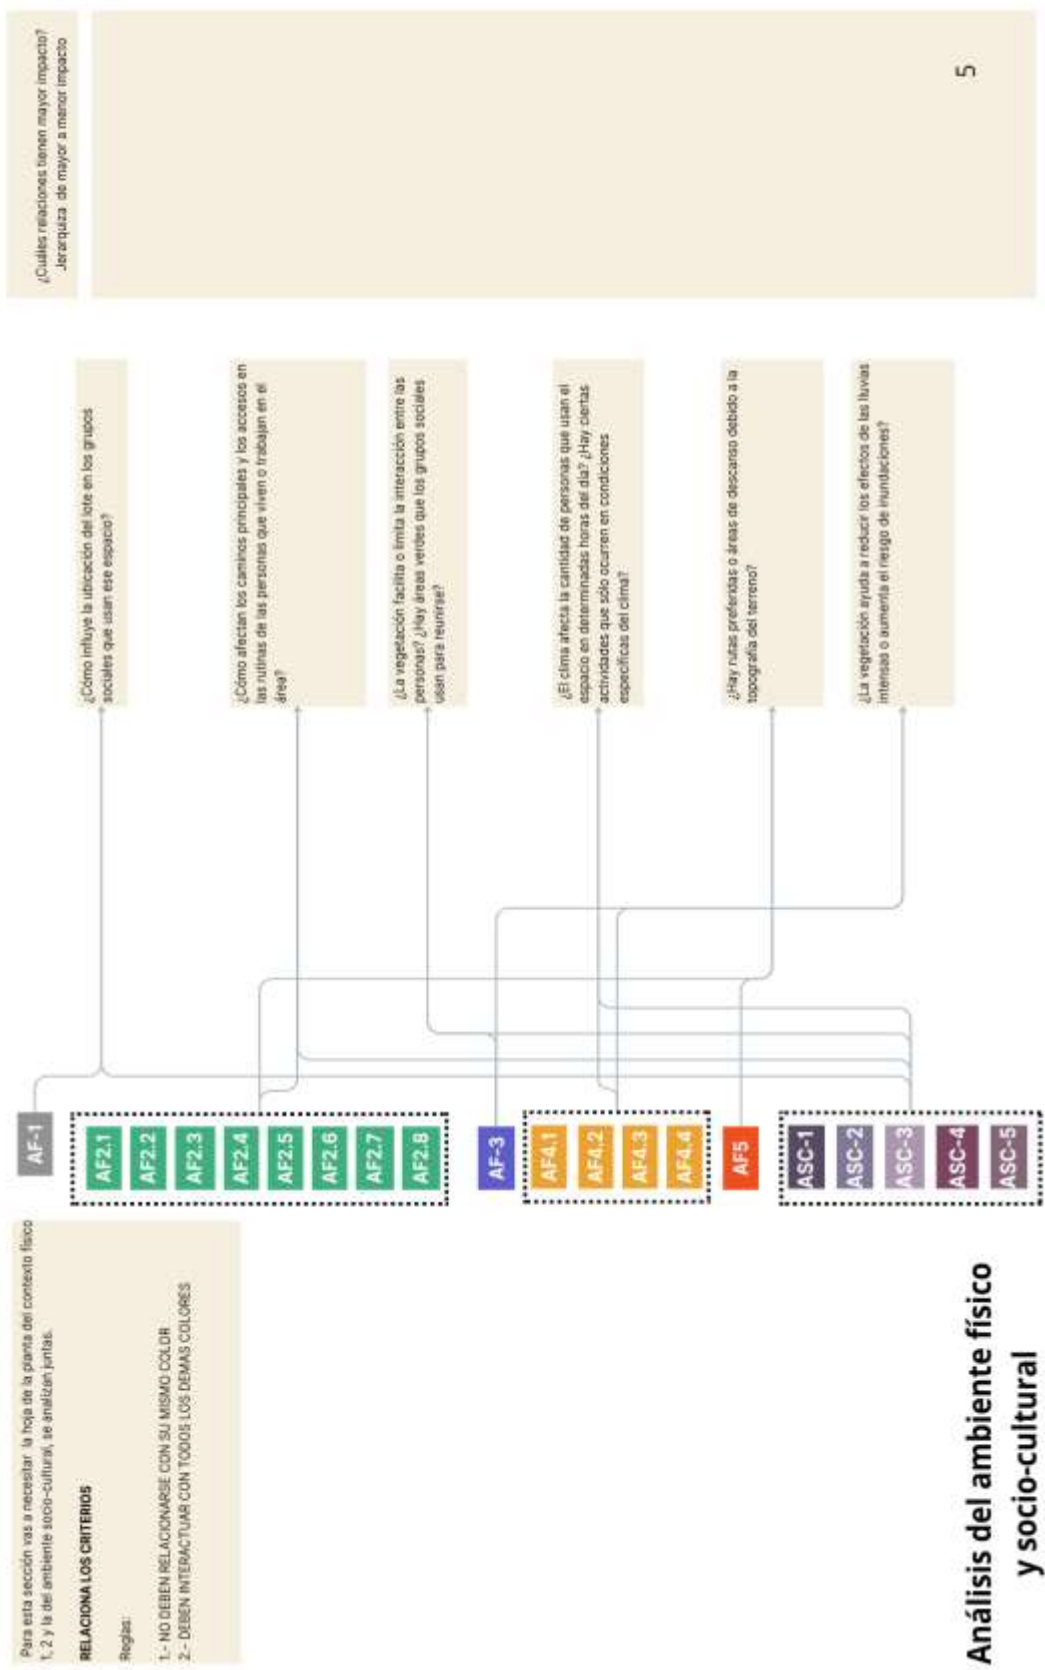 Para esta sección vas a necesitar la hoja de la planta del contexto físico
1, 2 y la del ambiente socio-cultural, se analizan juntas.
RELACIONA LOS CRITERIOS
Reglas:
1.- NO DEBEN RELACIONARSE CON SU MISMO COLOR
2.- DEBEN INTERACTUAR CON TODOS LOS DEMAS COLORES
Análisis del ambiente físico
y socio-cultural
AF-1
AF2.1
AF2.2
AF2.3
AF2.4
AF2.5
AF2.6
AF2.7
AF2.8
AF-3
AF4.1
AF4.2
AF4.3
AF4.4
AF5
ASC-1
ASC-2
ASC-3
ASC-4
ASC-5
¿Cómo influye la ubicación del lote en los grupos
sociales que usan ese espacio?
¿Cómo afectan los caminos principales y los accesos en
las rutinas de las personas que viven o trabajan en el
área?
¿La vegetación facilita o limita la interacción entre las
personas? ¿Hay áreas verdes que los grupos sociales
usan para reunirse?
¿El clima afecta la cantidad de personas que usan el
espacio en determinadas horas del día? ¿Hay ciertas
actividades que sólo ocurren en condiciones
específicas del clima?
¿Hay rutas preferidas o áreas de descanso debido a la
topografía del terreno?
¿La vegetación ayuda a reducir los efectos de las lluvias
intensas o aumenta el riesgo de inundaciones?
¿Cuáles relaciones tienen mayor impacto?
Jerarquiza de mayor a menor impacto
5